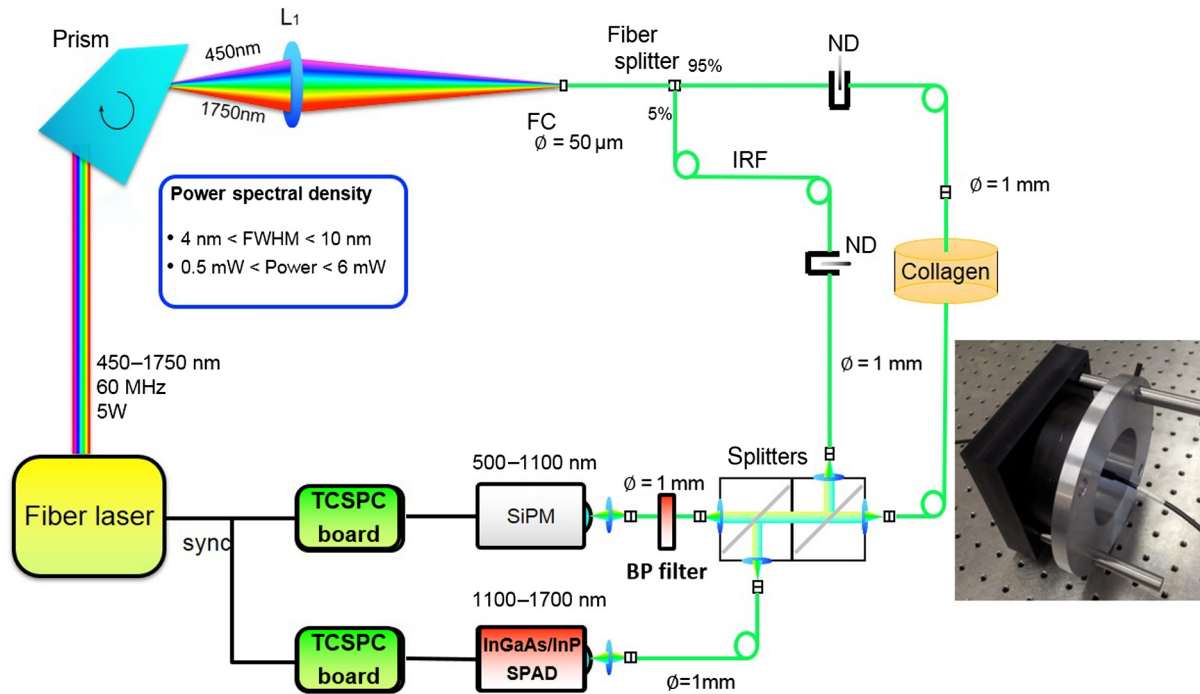 Prism
L1
450nm
1750nm
Fiber
splitter
95%
5%
ND
FC
Ø = 50 µm
IRF
Ø = 1 mm
Power spectral density
• 4 nm < FWHM < 10 nm
• 0.5 mW < Power < 6 mW
ND
Collagen
450–1750 nm
60 MHz
5W
Ø = 1 mm
Fiber laser
sync
TCSPC
board
500–1100 nm
SiPM
Ø = 1 mm
BP filter
Splitters
1100–1700 nm
TCSPC
board
InGaAs/InP
SPAD
Ø=1mm